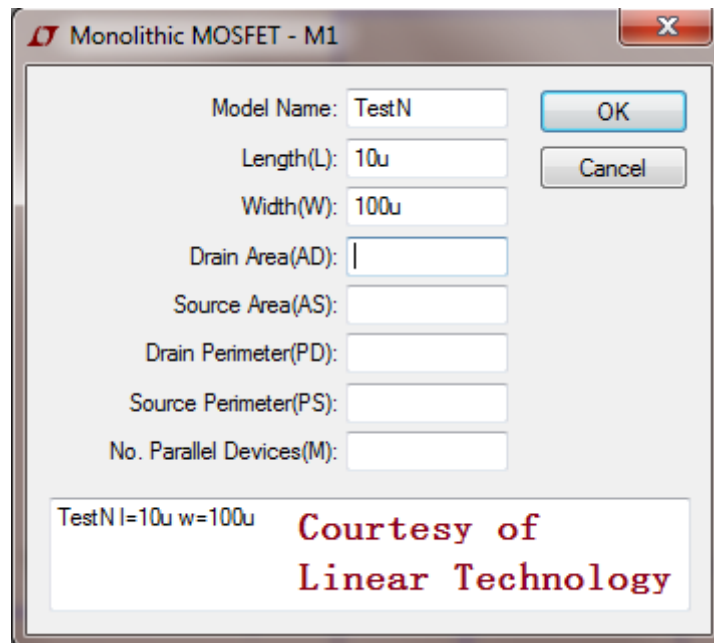 Monolithic MOSFET - M1
Model Name: TestN
OK
Length(L): 10u
Cancel
Width(W): 100u
Drain Area(AD):
Source Area(AS):
Drain Perimeter(PD):
Source Perimeter(PS):
No. Parallel Devices(M):
TestN l=10u w=100u
Courtesy of
Linear Technology